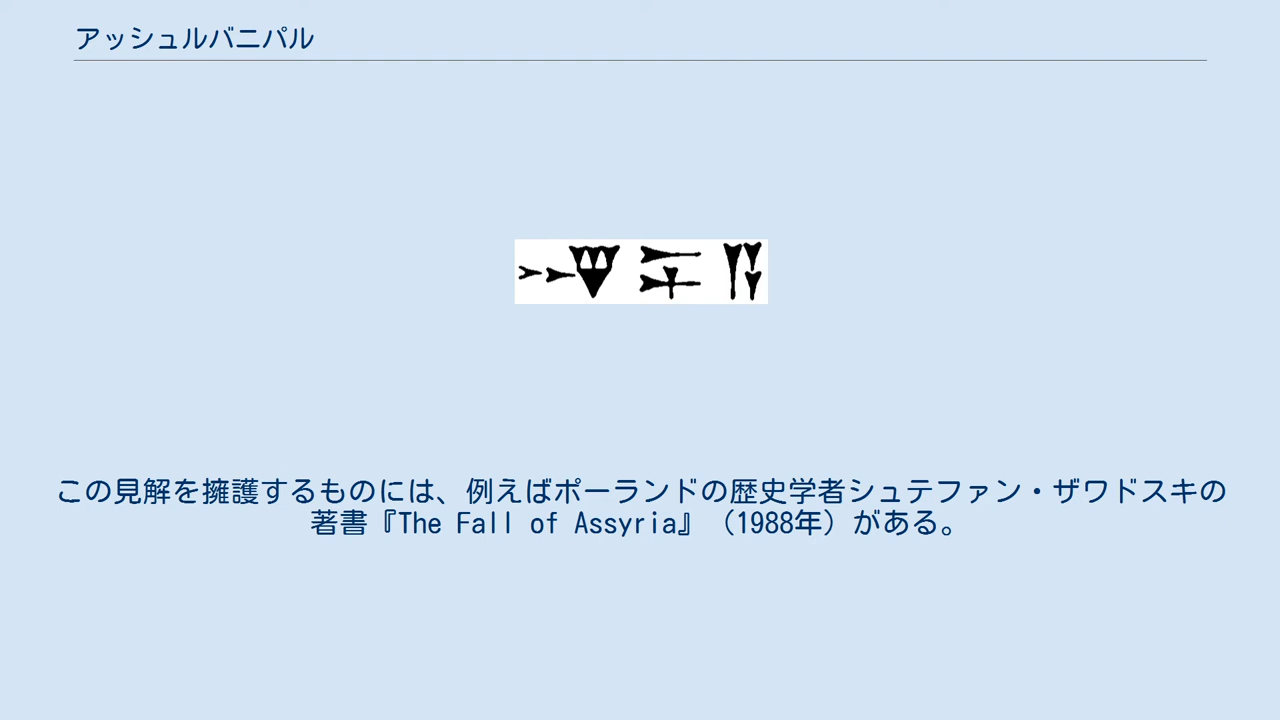 アッシュルバニパル
この見解を擁護するものには、例えばポーランドの歴史学者シュテファン・ザワドスキの
著書『The Fall of Assyria』（1988年）がある。